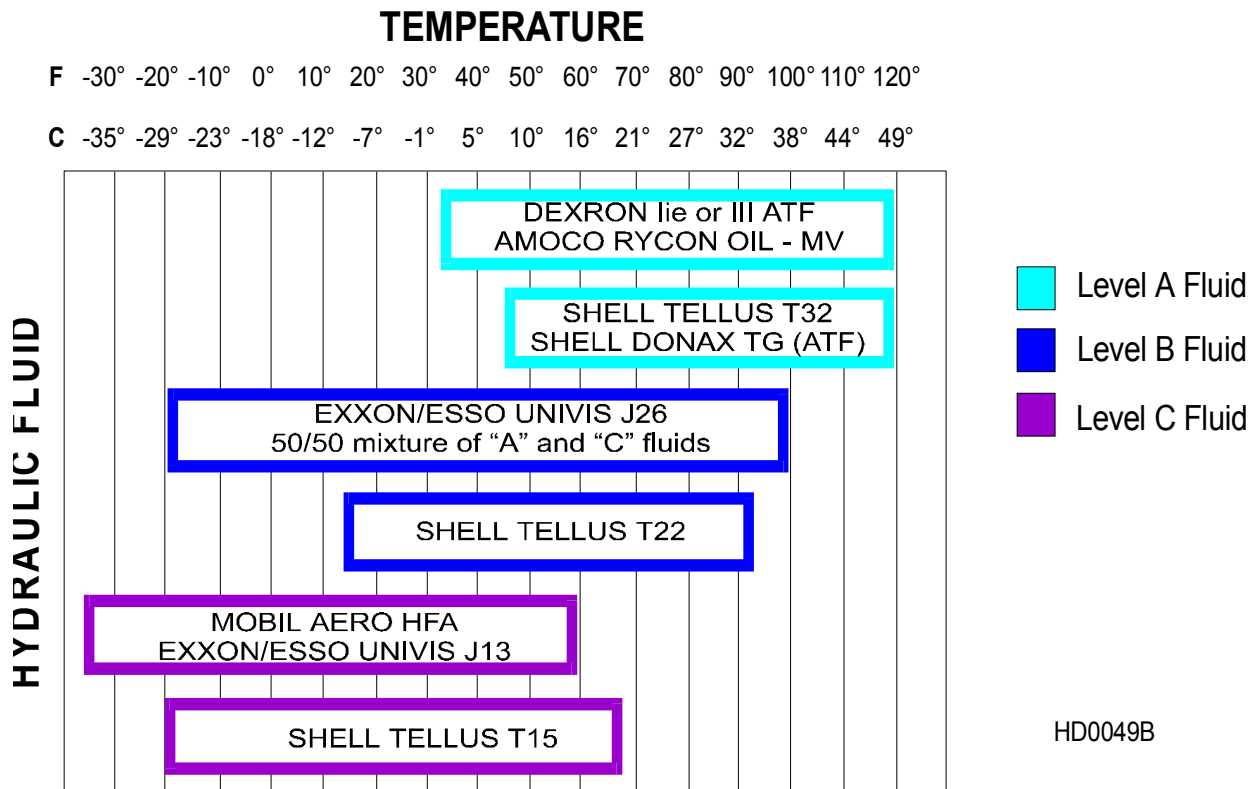 TEMPERATURE
F -30° -20° -10° 0° 10° 20° 30° 40° 50° 60° 70° 80° 90° 100° 110° 120°
C -35° -29° -23° -18° -12° -7° -1° 5° 10° 16° 21° 27° 32° 38° 44° 49°
HYDRAULIC FLUID
DEXRON Iie or III ATF
AMOCO RYCON OIL - MV
SHELL TELLUS T32
SHELL DONAX TG (ATF)
EXXON/ESSO UNIVIS J26
50/50 mixture of “A” and “C” fluids
SHELL TELLUS T22
MOBIL AERO HFA
EXXON/ESSO UNIVIS J13
SHELL TELLUS T15
Level A Fluid
Level B Fluid
Level C Fluid
HD0049B